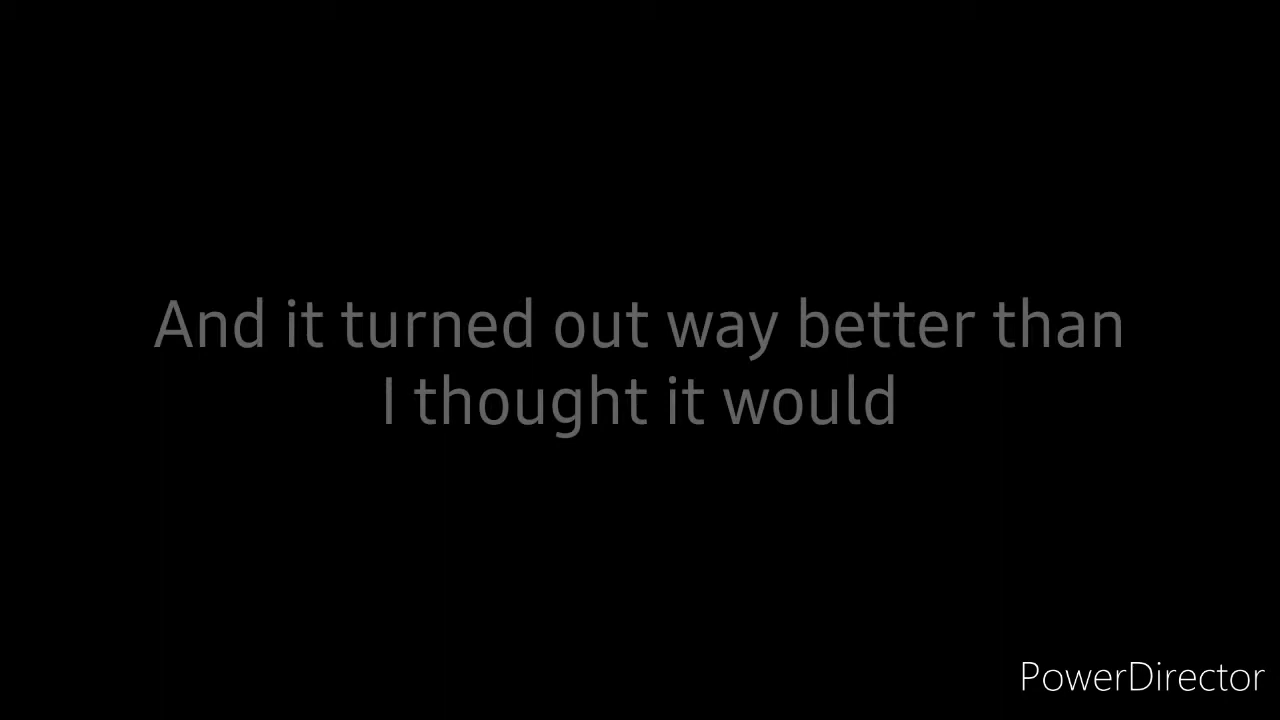 And it turned out way better than
I thought it would
PowerDirector